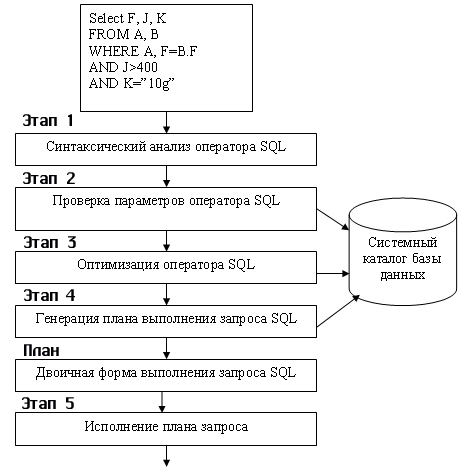 Select F, J, K
FROM A, B
WHERE A, F=B.F
AND J>400
AND K=”10g”
Этап 1
Синтаксический анализ оператора SQL
Этап 2
Проверка параметров оператора SQL
Этап 3
Оптимизация оператора SQL
Этап 4
Генерация плана выполнения запроса SQL
План
Двоичная форма выполнения запроса SQL
Этап 5
Исполнение плана запроса
Системный
каталог базы
данных